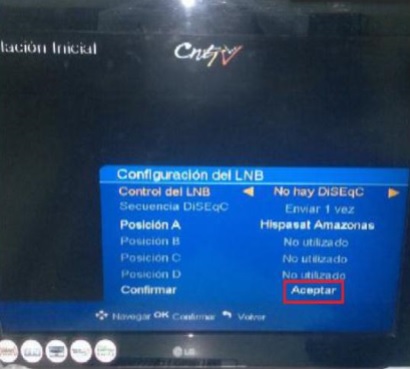 lación Inicial
CntTV
Configuración del LNB
Control del LNB No hay DiSEqC
Secuencia DiSEqC Enviar 1 vez
Posición A Hispasat Amazonas
Posición B No utilizado
Posición C No utilizado
Posición D No utilizado
Confirmar Aceptar
Navegar OK Confirmar Volver
LG